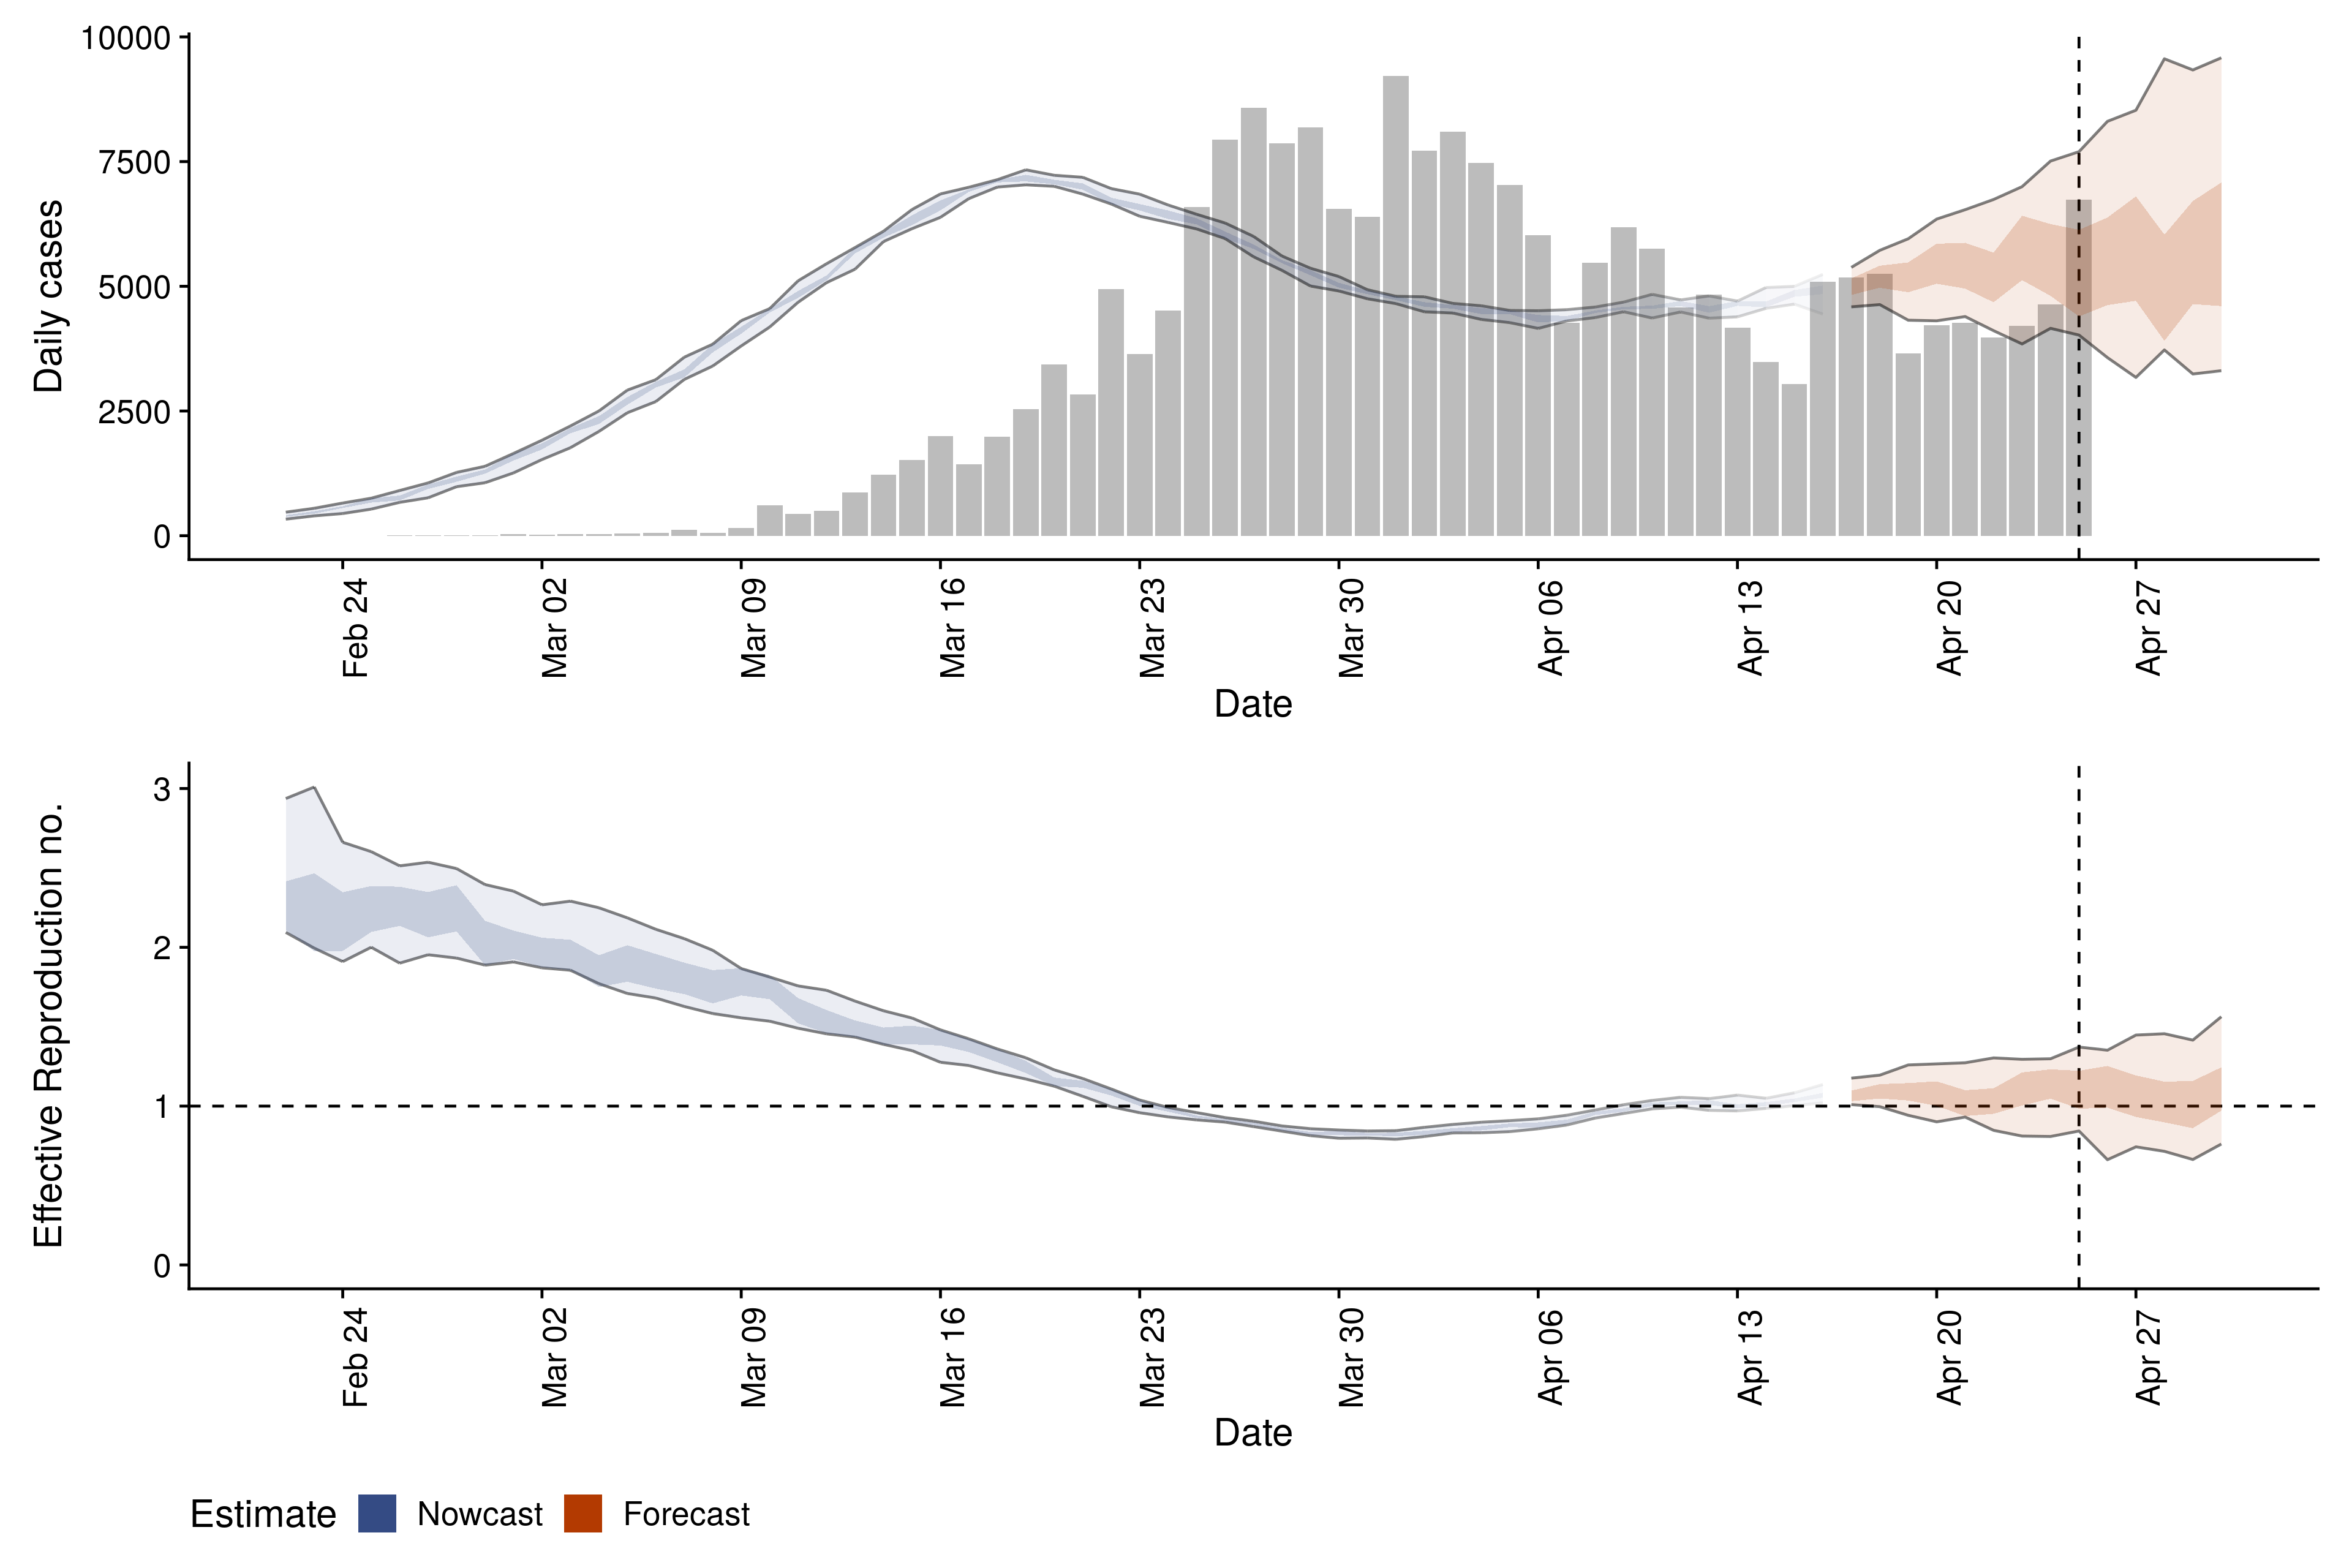 10000
7500
5000
2500
0
Daily cases
Feb 24
Mar 02
Mar 09
Mar 16
Mar 23
Mar 30
Apr 06
Apr 13
Apr 20
Apr 27
Date
3
2
1
0
Effective Reproduction no.
Feb 24
Mar 02
Mar 09
Mar 16
Mar 23
Mar 30
Apr 06
Apr 13
Apr 20
Apr 27
Date
Estimate Nowcast Forecast